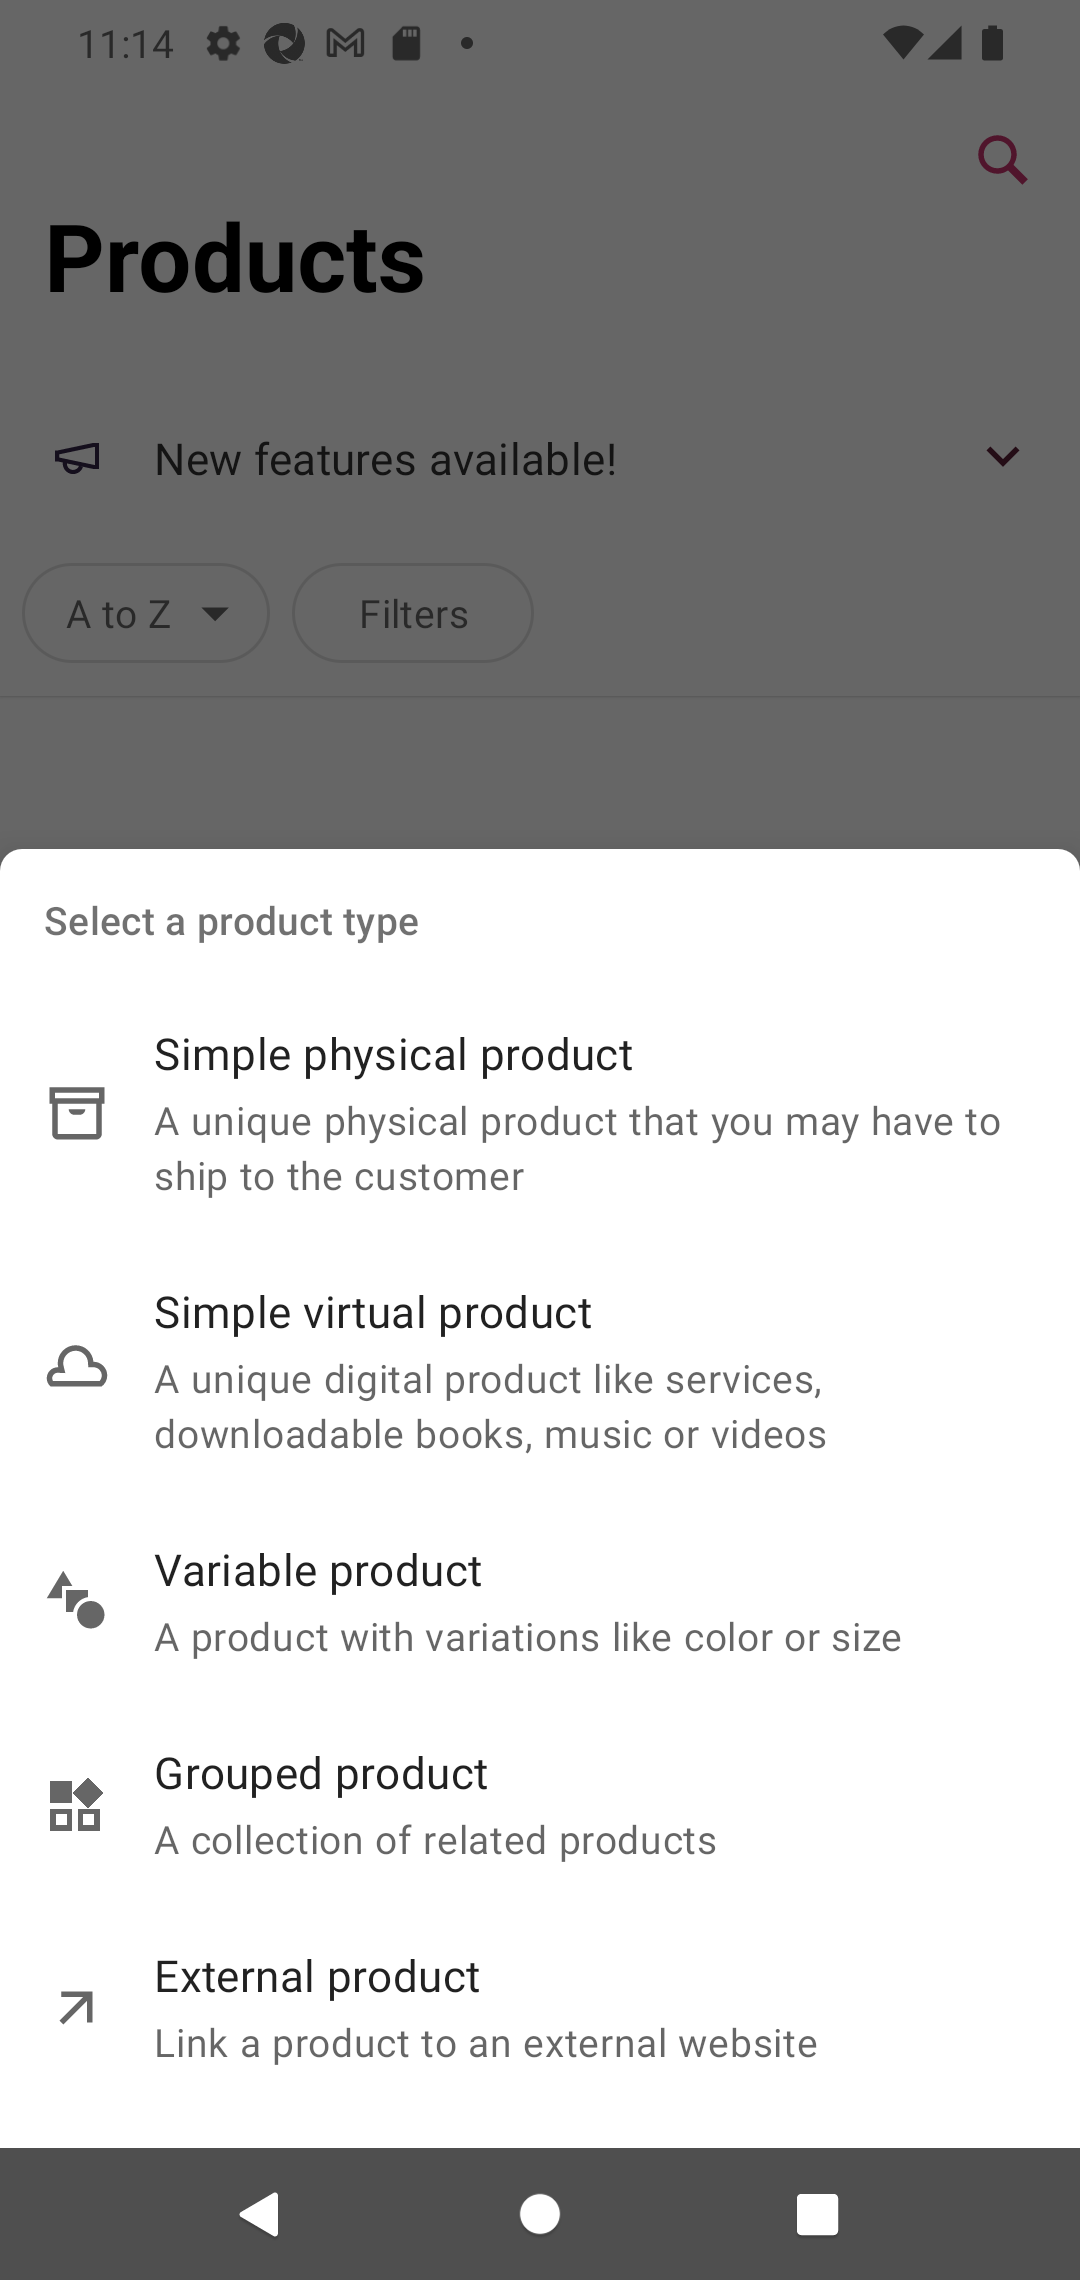 11:14
Products
New features available!
A to Z
Filters
Select a product type
Simple physical product
A unique physical product that you may have to
ship to the customer
Simple virtual product
A unique digital product like services,
downloadable books, music or videos
Variable product
A product with variations like color or size
Grouped product
A collection of related products
External product
Link a product to an external website